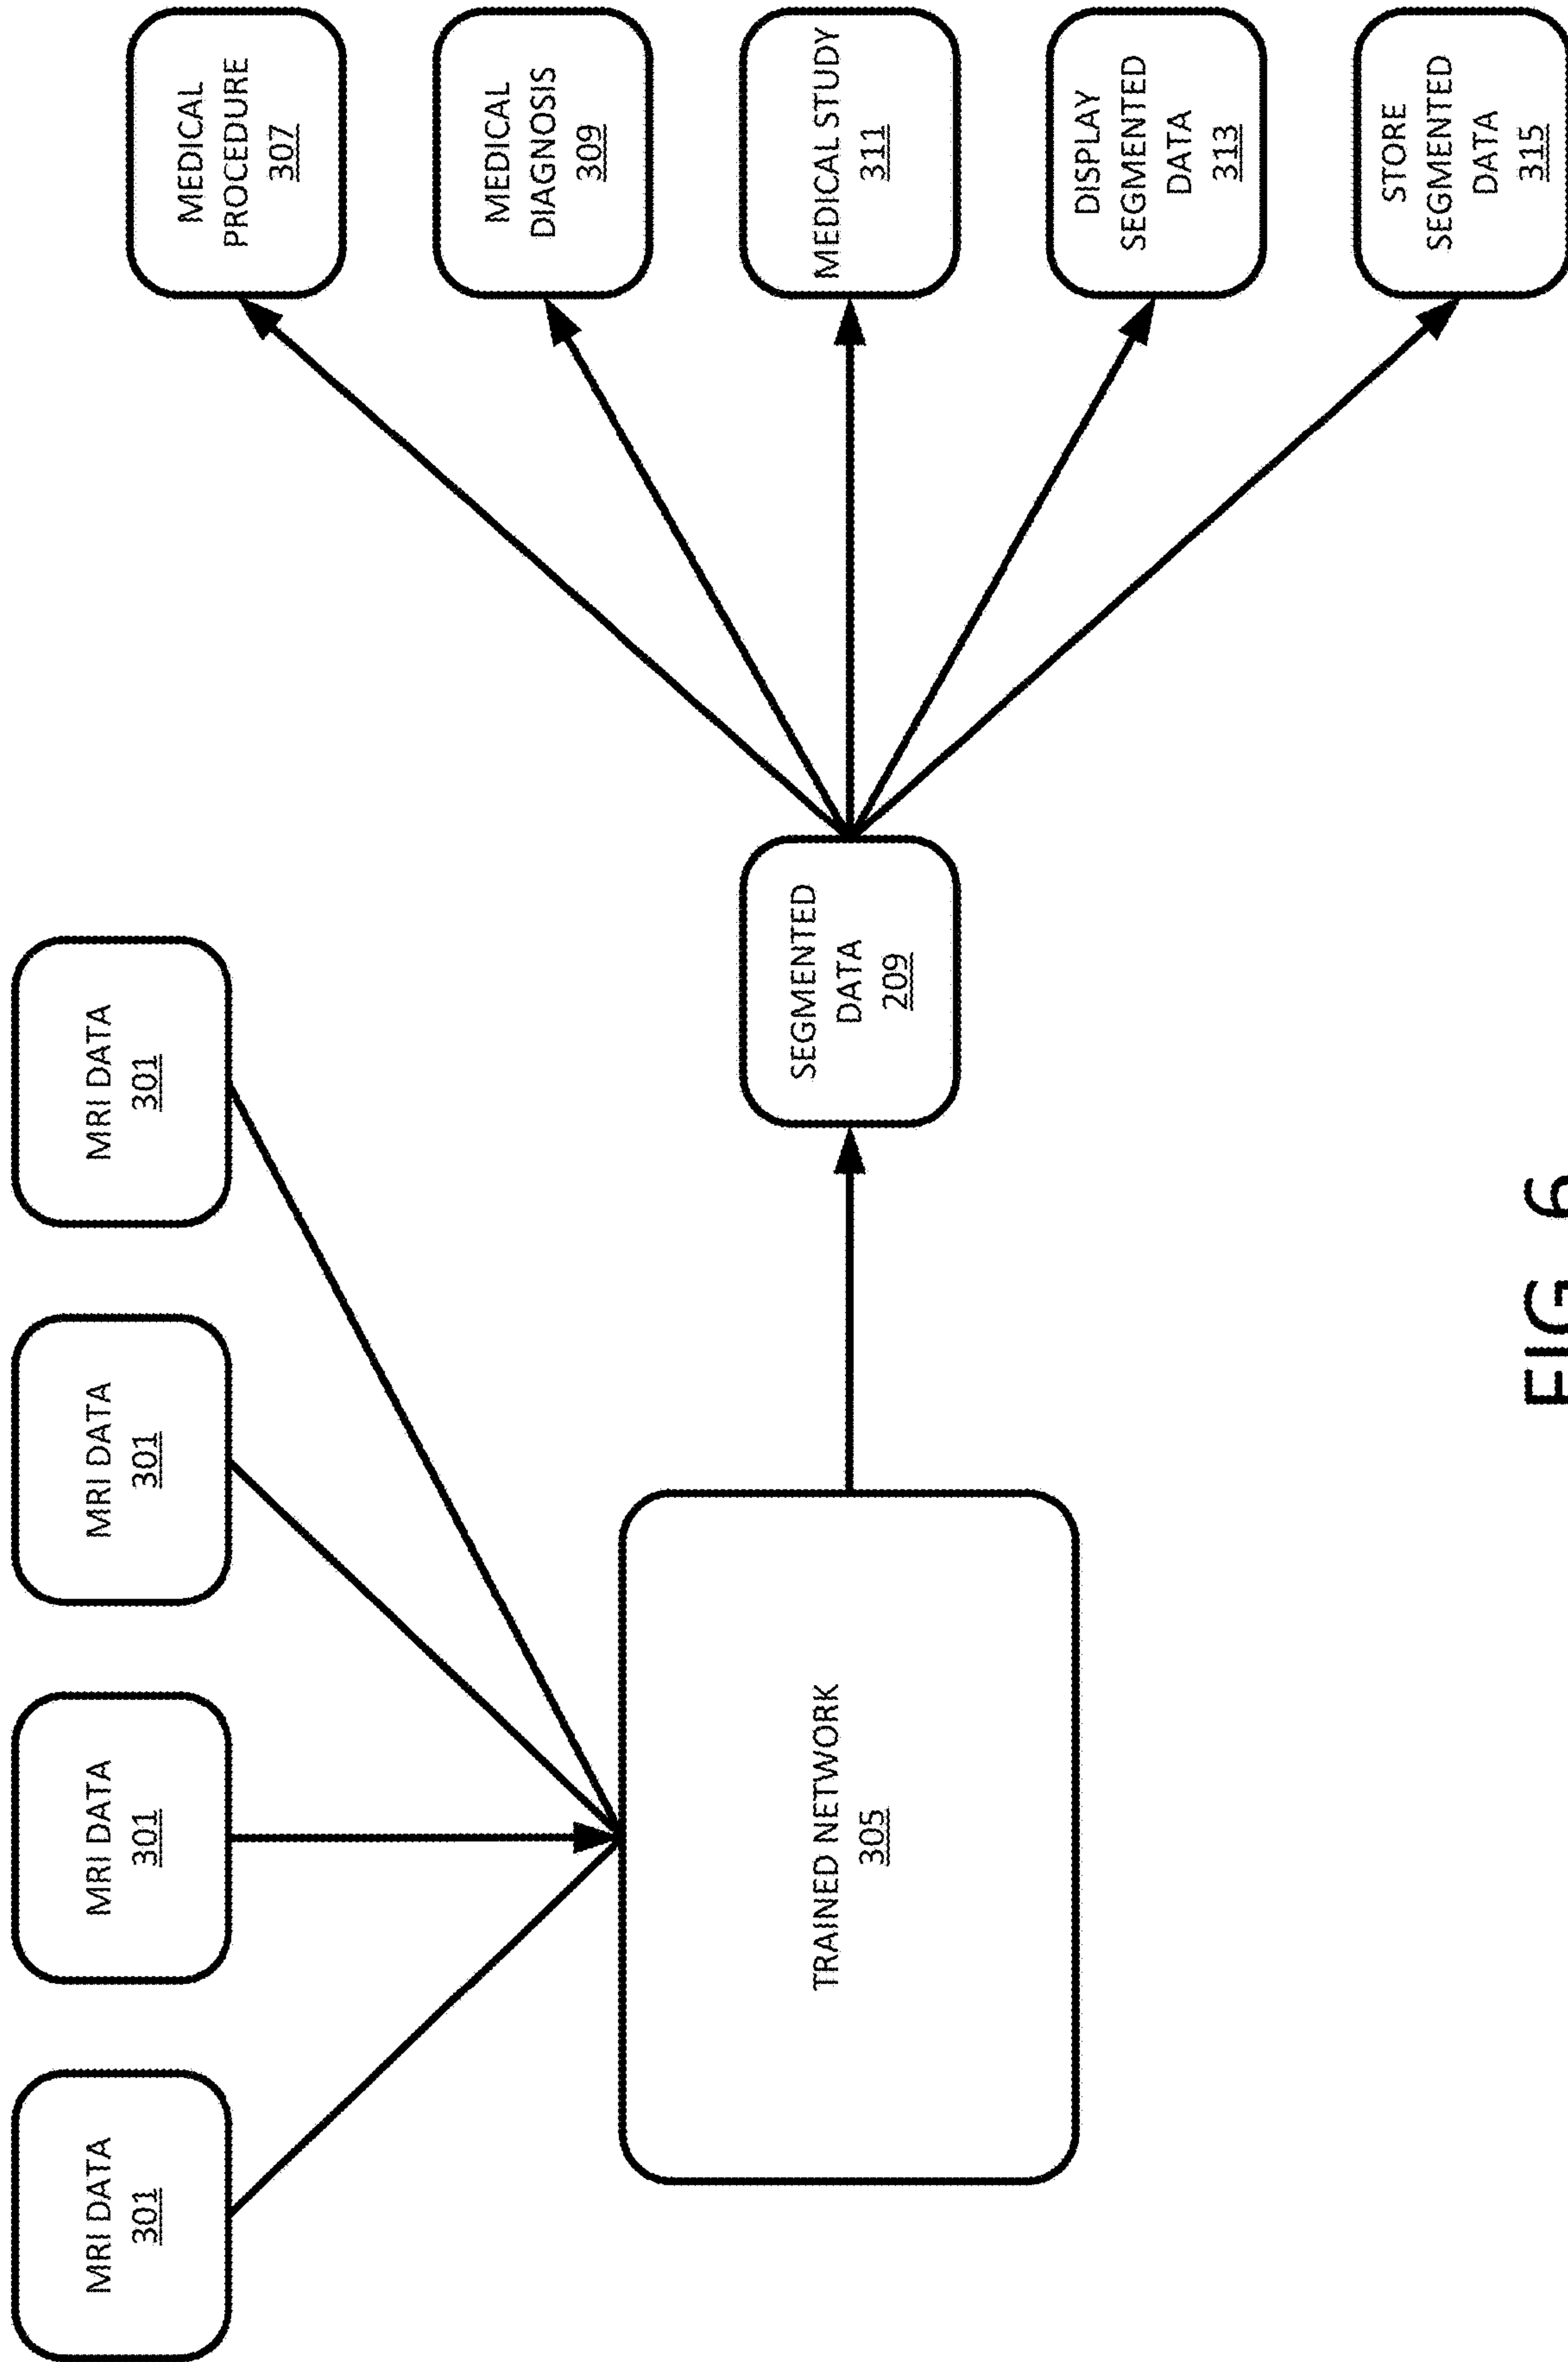 MRI DATA
301
MRI DATA
301
MRI DATA
301
MRI DATA
301
TRAINED NETWORK
305
SEGMENTED
DATA
209
MEDICAL
PROCEDURE
307
MEDICAL
DIAGNOSIS
309
MEDICAL STUDY
311
DISPLAY
SEGMENTED
DATA
313
STORE
SEGMENTED
DATA
315
FIG. 6